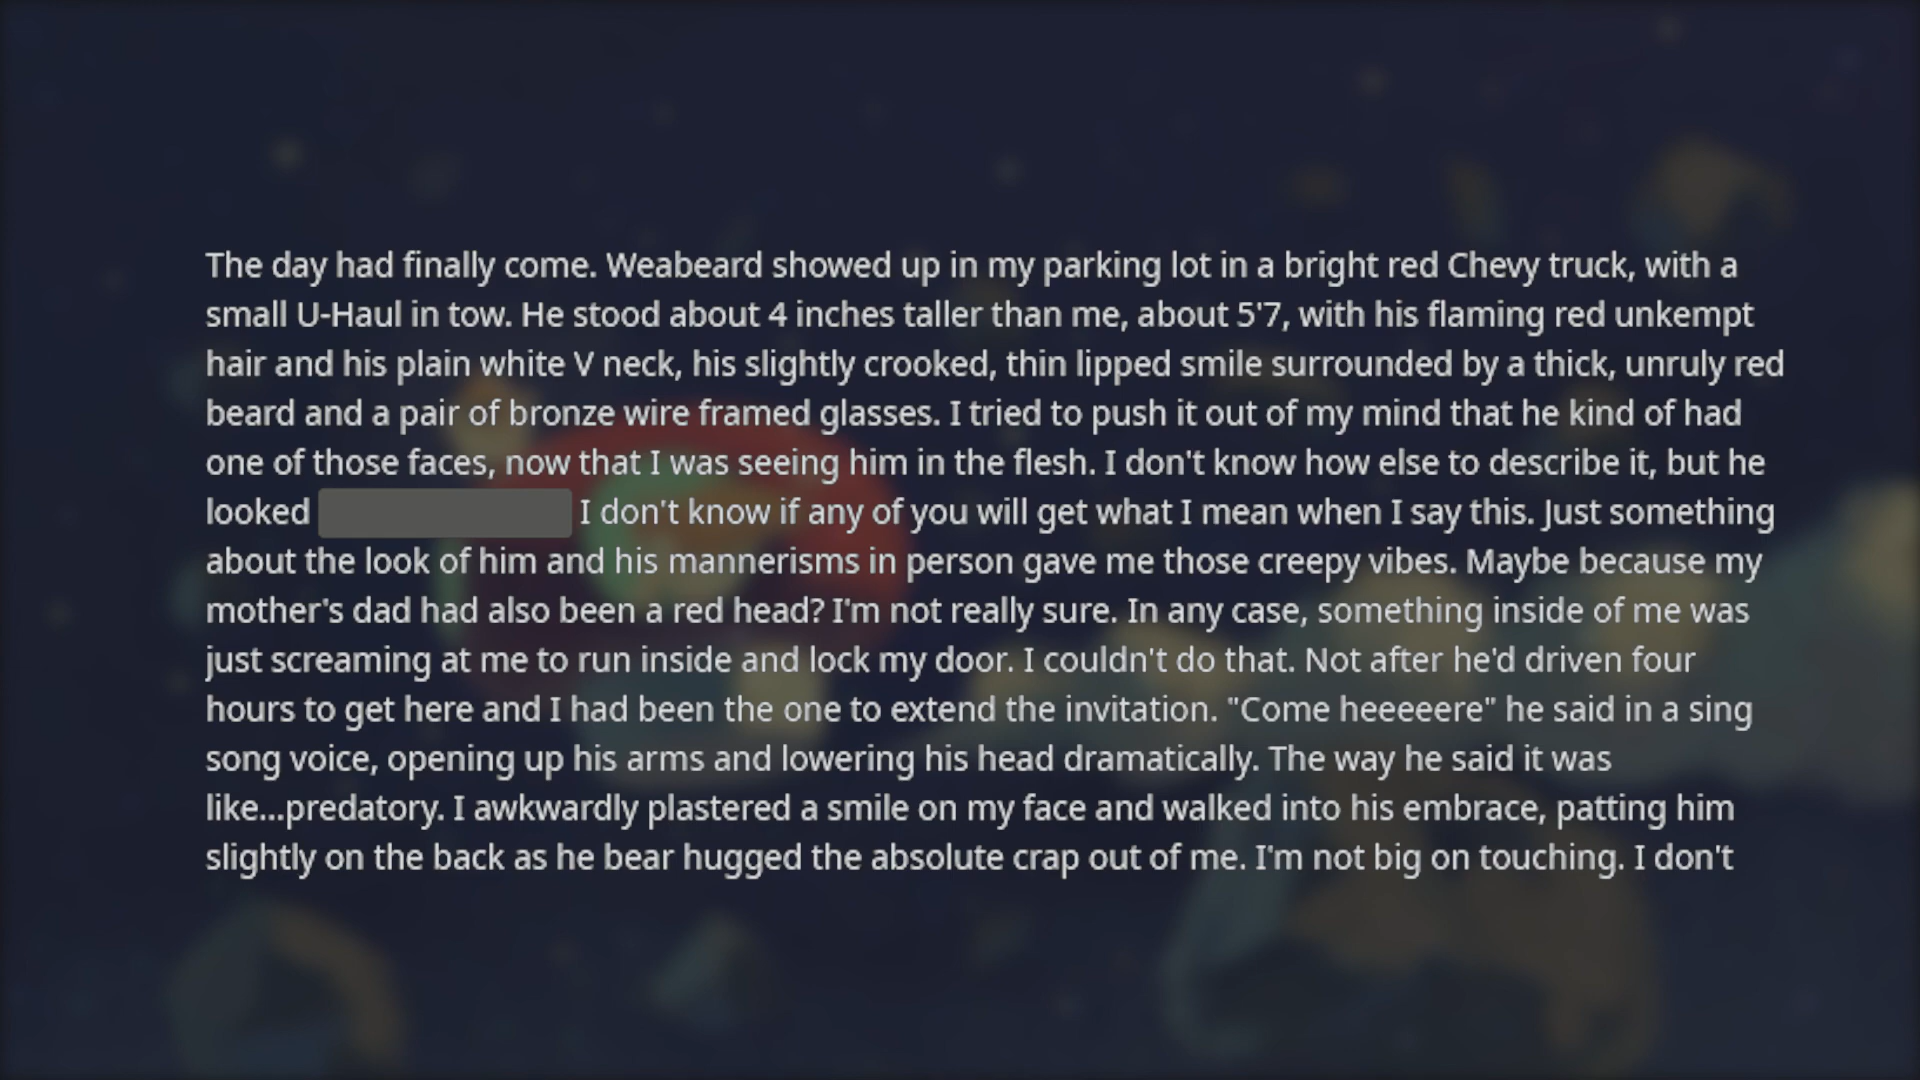 The day had finally come. Weabeard showed up in my parking lot in a bright red Chevy truck, with a
small U-Haul in tow. He stood about 4 inches taller than me, about 5'7, with his flaming red unkempt
hair and his plain white V neck, his slightly crooked, thin lipped smile surrounded by a thick, unruly red
beard and a pair of bronze wire framed glasses. I tried to push it out of my mind that he kind of had
one of those faces, now that I was seeing him in the flesh. I don't know how else to describe it, but he
looked I don't know if any of you will get what I mean when I say this. Just something
about the look of him and his mannerisms in person gave me those creepy vibes. Maybe because my
mother's dad had also been a red head? I'm not really sure. In any case, something inside of me was
just screaming at me to run inside and lock my door. I couldn't do that. Not after he'd driven four
hours to get here and I had been the one to extend the invitation. "Come heeeeere" he said in a sing
song voice, opening up his arms and lowering his head dramatically. The way he said it was
like...predatory. I awkwardly plastered a smile on my face and walked into his embrace, patting him
slightly on the back as he bear hugged the absolute crap out of me. I'm not big on touching. I don't